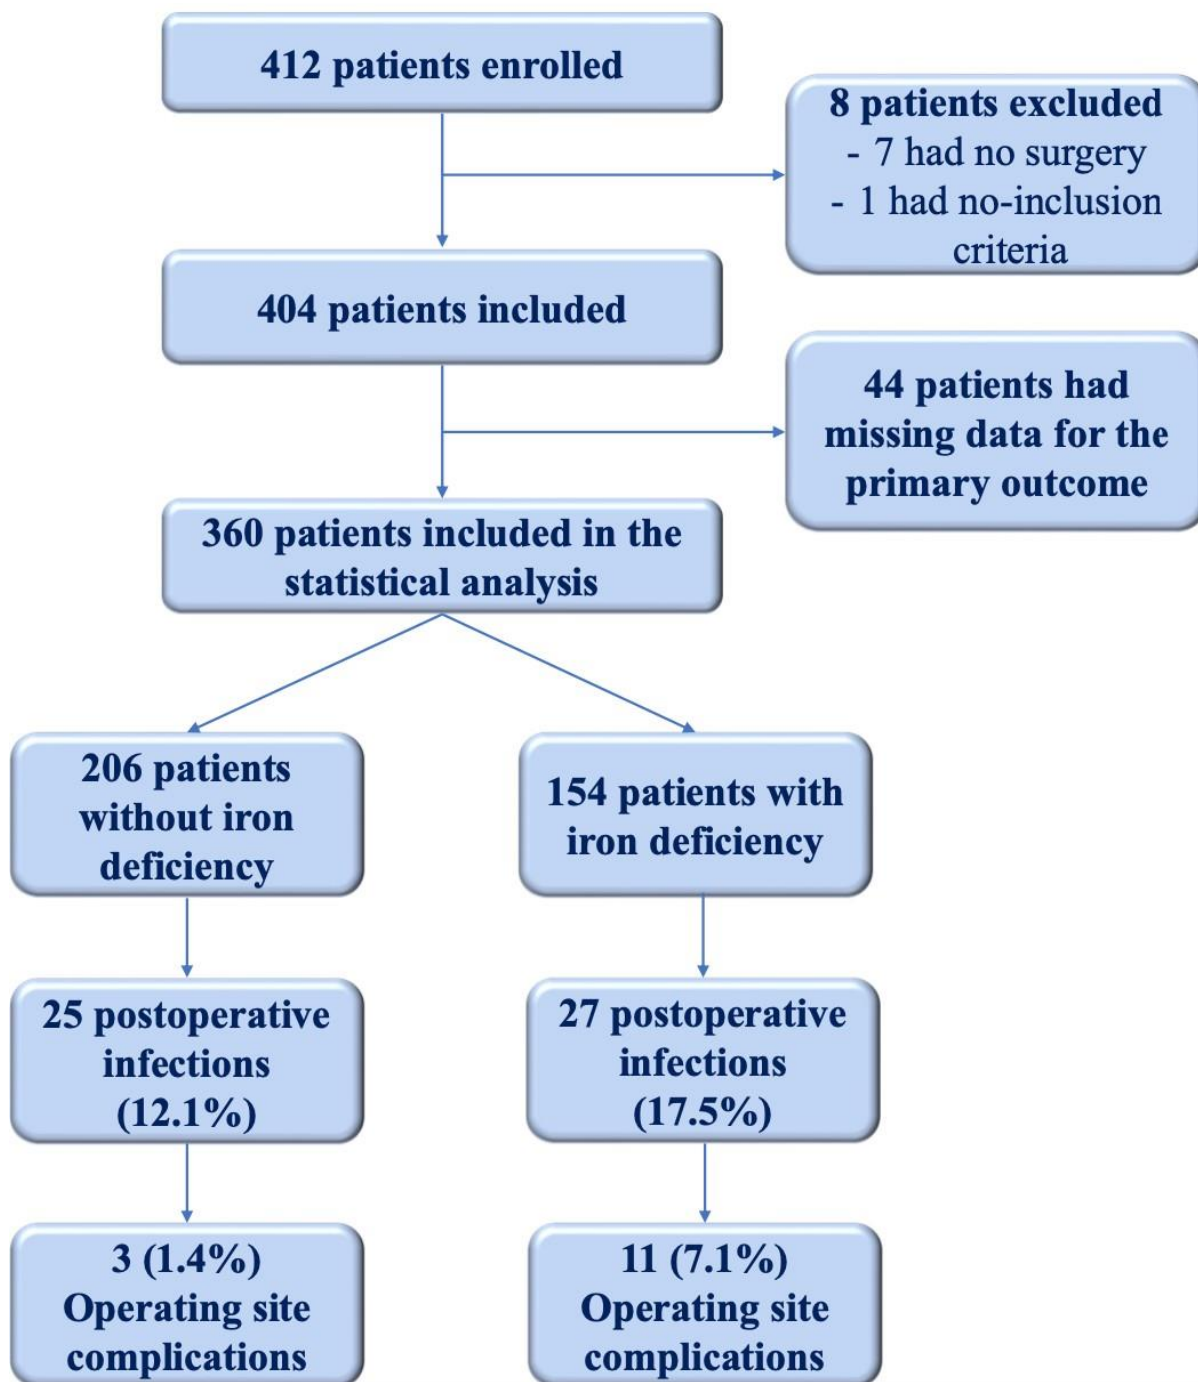 412 patients enrolled
8 patients excluded
- 7 had no surgery
- 1 had no-inclusion
criteria
404 patients included
44 patients had
missing data for the
primary outcome
360 patients included in the
statistical analysis
206 patients
without iron
deficiency
154 patients with
iron deficiency
25 postoperative
infections
(12.1%)
27 postoperative
infections
(17.5%)
3 (1.4%)
Operating site
complications
11 (7.1%)
Operating site
complications